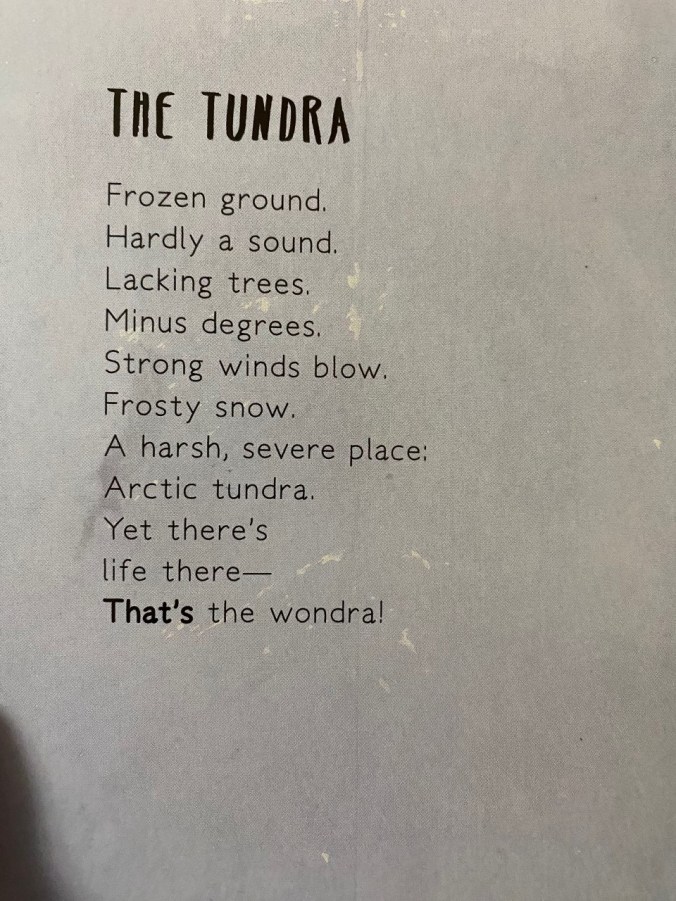 THE TUNDRA
Frozen ground.
Hardly a sound.
Lacking trees.
Minus degrees.
Strong winds blow.
Frosty snow.
A harsh, severe place:
Arctic tundra.
Yet there's
life there—
That's the wondra!